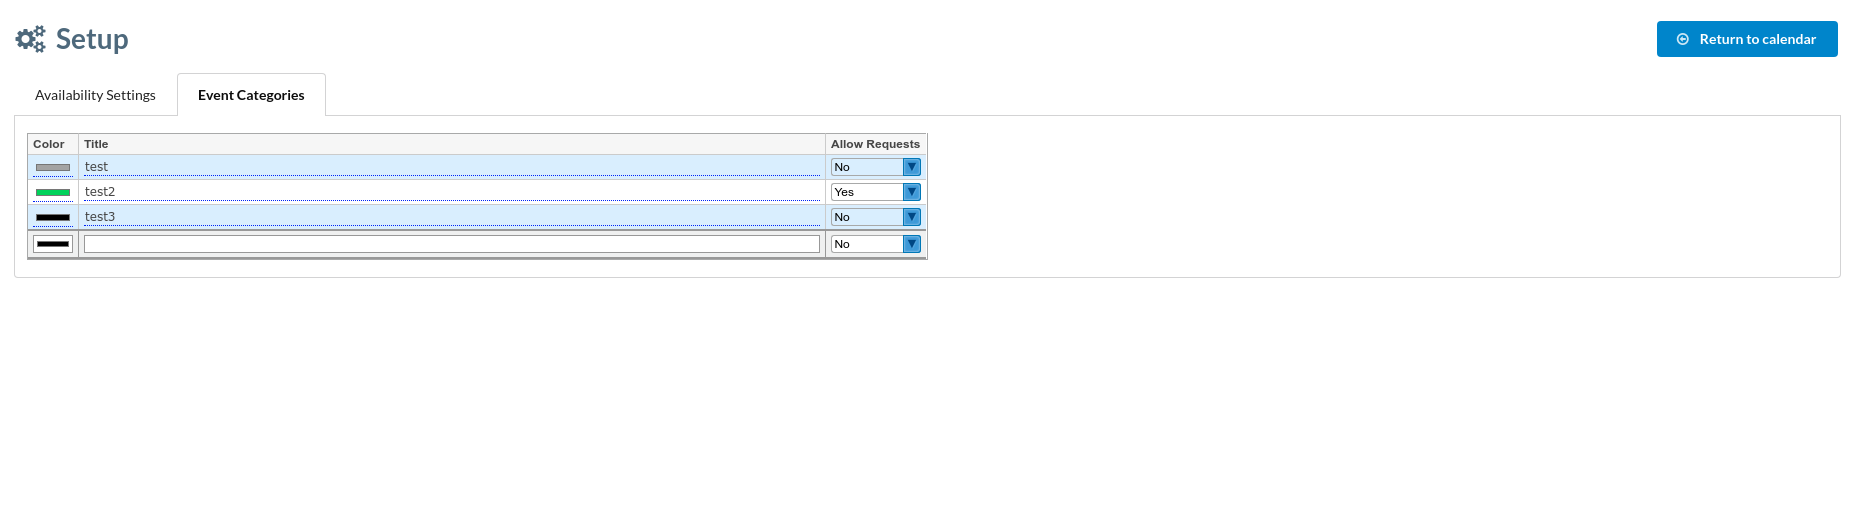 Setup
Return to calendar
Availability Settings Event Categories
Color Title Allow Requests
test No
test2 Yes
test3 No
No